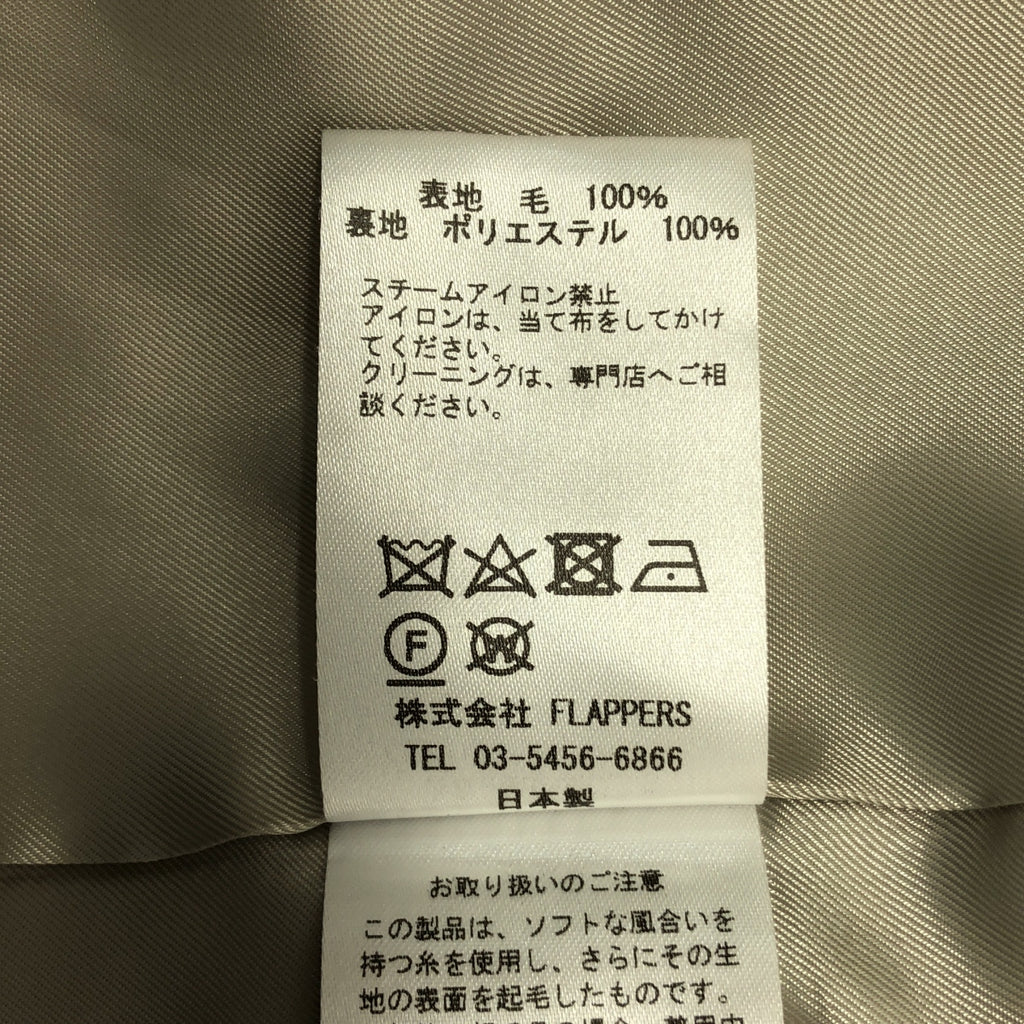 表地　毛　100%
裏地　ポリエステル　100%
スチームアイロン禁止
アイロンは、当て布をしてかけ
てください。
クリーニングは、専門店へご相
談ください。
F W
株式会社 FLAPPERS
TEL 03-5456-6866
日本製
お取り扱いのご注意
この製品は、ソフトな風合いを
持つ糸を使用し、さらにその生
地の表面を起毛したものです。